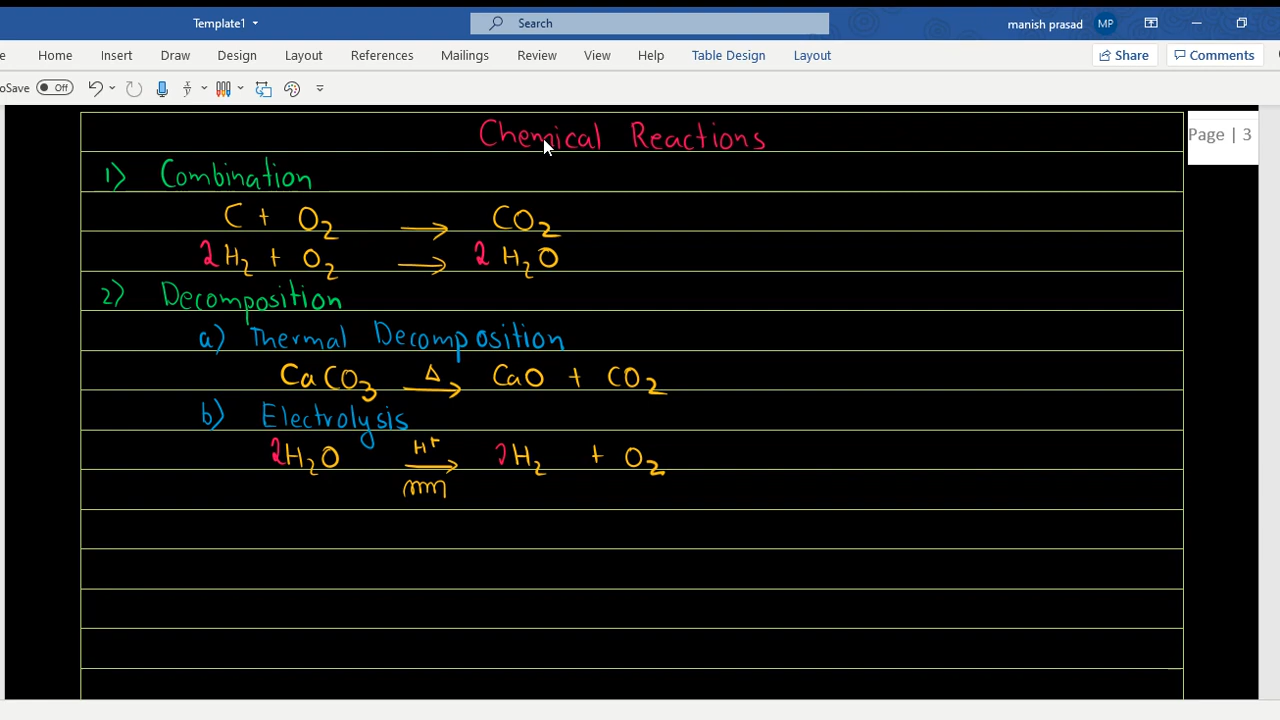 Template1
Search
manish prasad MP
Home Insert Draw Design Layout References Mailings Review View Help Table Design Layout Share Comments
oSave Off
Page | 3
Chemical Reactions
1) Combination
C + O₂ → CO₂
2H₂ + O₂ → 2H₂O
2) Decomposition
a) Thermal Decomposition
CaCO₃ Δ→ CaO + CO₂
b) Electrolysis
2H₂O H⁺→ 2H₂ + O₂